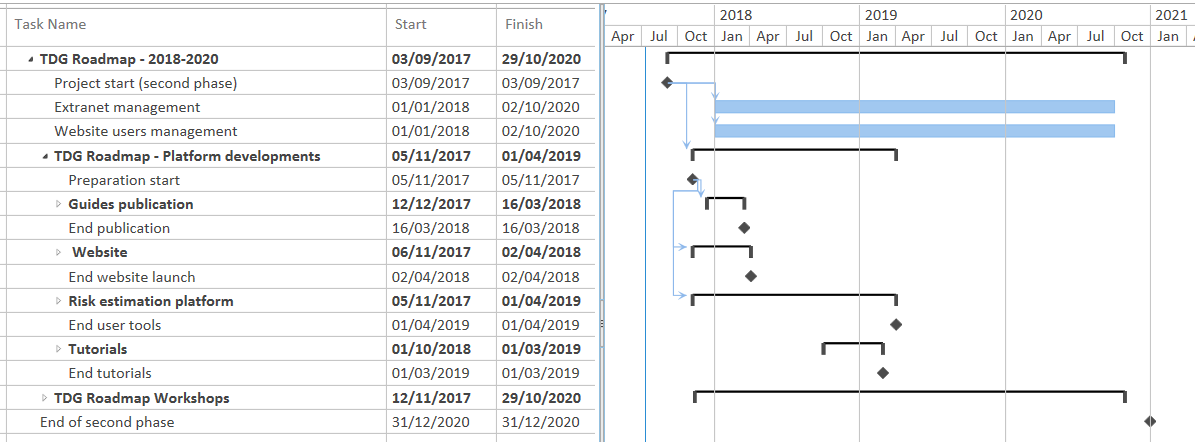 Task Name Start Finish 2018 2019 2020 2021
Apr Jul Oct Jan Apr Jul Oct Jan Apr Jul Oct Jan Apr Jul Oct Jan
TDG Roadmap - 2018-2020 03/09/2017 29/10/2020
Project start (second phase) 03/09/2017 03/09/2017
Extranet management 01/01/2018 02/10/2020
Website users management 01/01/2018 02/10/2020
TDG Roadmap - Platform developments 05/11/2017 01/04/2019
Preparation start 05/11/2017 05/11/2017
Guides publication 12/12/2017 16/03/2018
End publication 16/03/2018 16/03/2018
Website 06/11/2017 02/04/2018
End website launch 02/04/2018 02/04/2018
Risk estimation platform 05/11/2017 01/04/2019
End user tools 01/04/2019 01/04/2019
Tutorials 01/10/2018 01/03/2019
End tutorials 01/03/2019 01/03/2019
TDG Roadmap Workshops 12/11/2017 29/10/2020
End of second phase 31/12/2020 31/12/2020